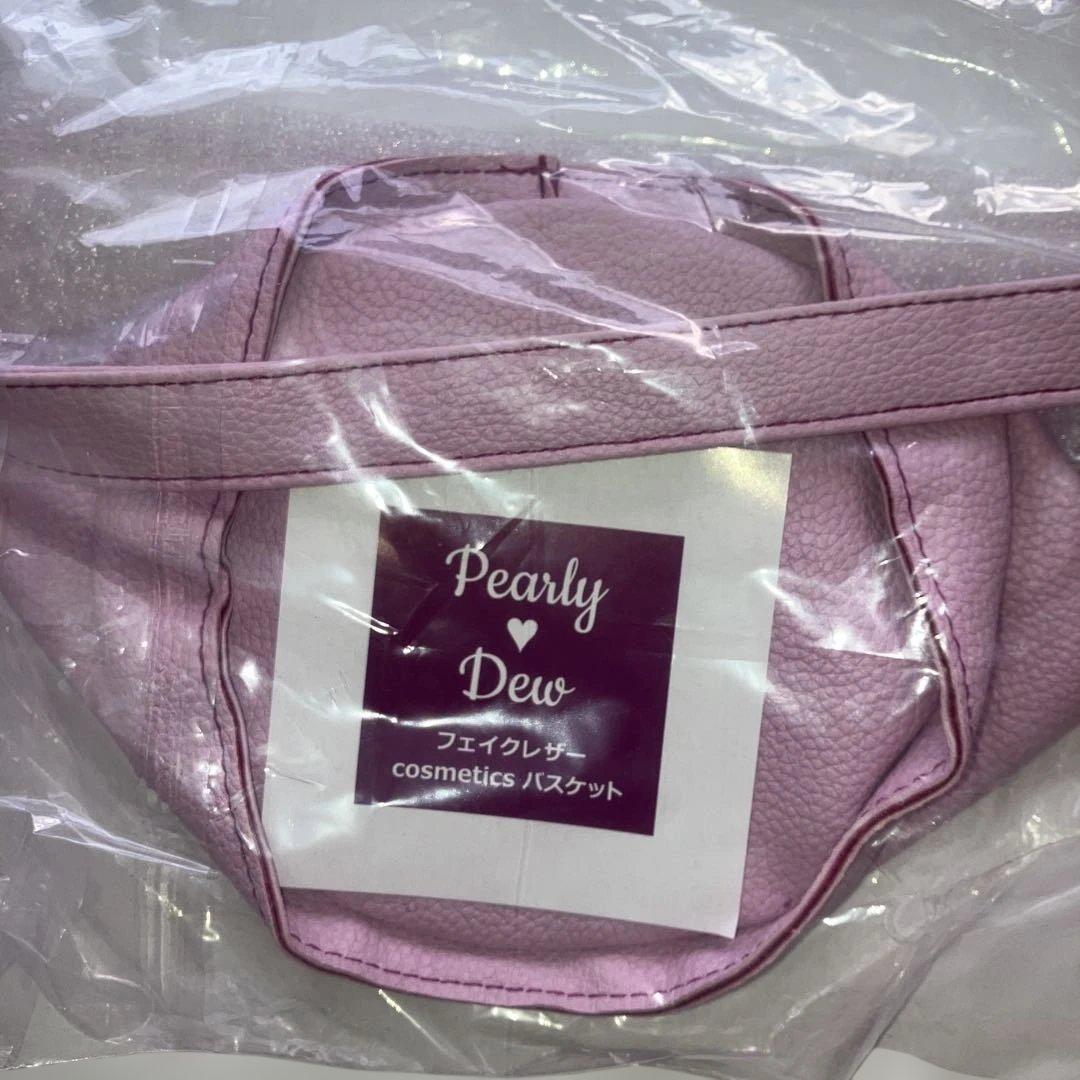 Pearly
♥
Dew
フェイクレザー
cosmetics バスケット